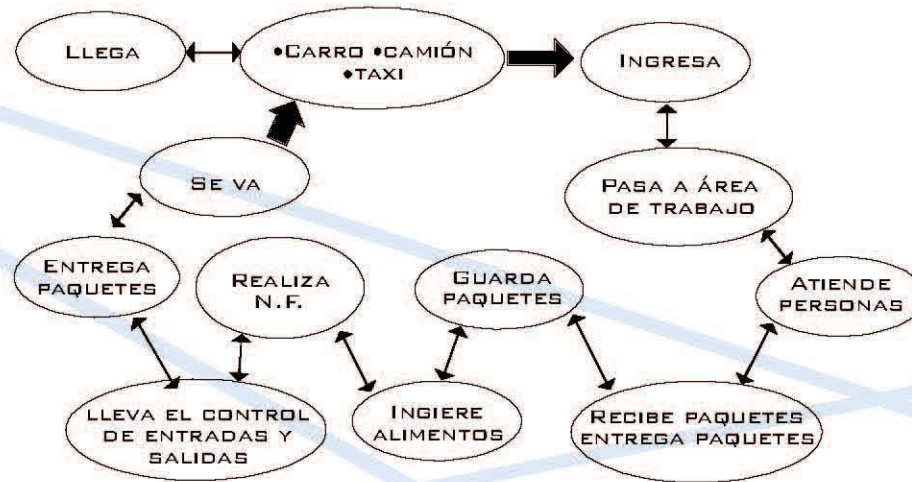 LLEGA
•CARRO •CAMIÓN
•TAXI
INGRESA
SE VA
PASA A ÁREA
DE TRABAJO
ENTREGA
PAQUETES
REALIZA
N.F.
GUARDA
PAQUETES
ATIENDE
PERSONAS
LLEVA EL CONTROL
DE ENTRADAS Y
SALIDAS
INGIERE
ALIMENTOS
RECIBE PAQUETES
ENTREGA PAQUETES